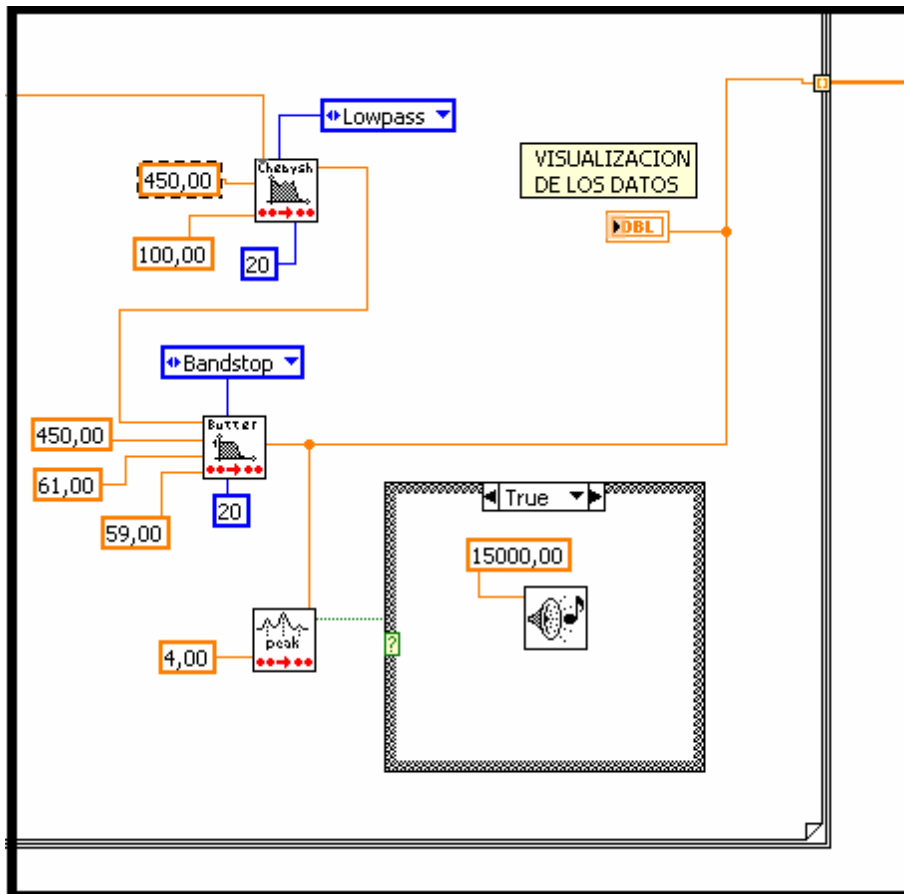 Lowpass
Chebysh
450,00
100,00
20
VISUALIZACION
DE LOS DATOS
DBL
Bandstop
Butter
450,00
61,00
59,00
20
True
15000,00
?
peak
4,00